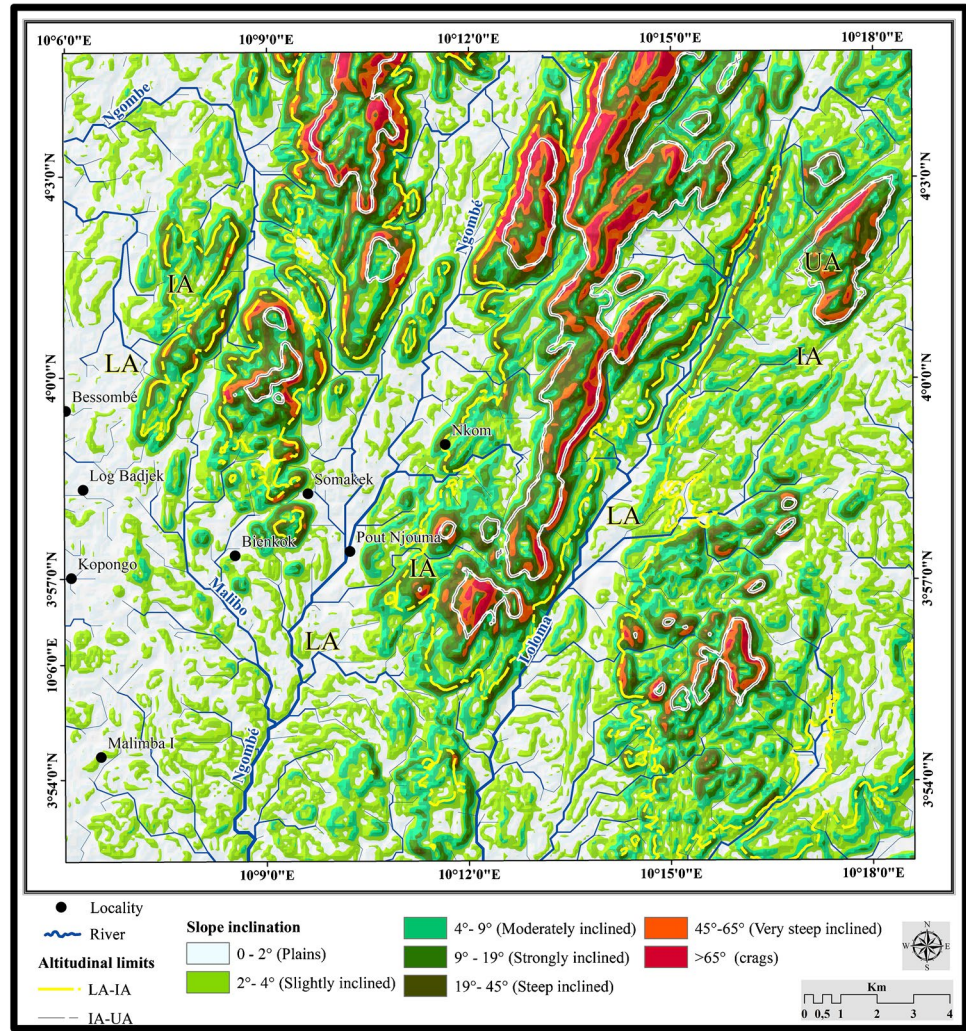 10°6'0"E 10°9'0"E 10°12'0"E 10°15'0"E 10°18'0"E
Ngombe
4°3'0"N
4°3'0"N
Ngombé
IA
UA
LA
IA
4°0'0"N
4°0'0"N
Bessombé
Nkom
Log Badjek
Somakek
LA
Bienkok
Pout Njouma
IA
Kopongo
3°57'0"N
3°57'0"N
Malibo
LA
Loloma
10°6'0"E
Malimba I
Ngombé
3°54'0"N
3°54'0"N
10°9'0"E 10°12'0"E 10°15'0"E 10°18'0"E
Locality
River
Altitudinal limits
LA-IA
IA-UA
Slope inclination
0 - 2° (Plains)
2°- 4° (Slightly inclined)
4°- 9° (Moderately inclined)
9° - 19° (Strongly inclined)
19°- 45° (Steep inclined)
45°-65° (Very steep inclined)
>65° (crags)
N
W E
S
Km
0 0,5 1 2 3 4